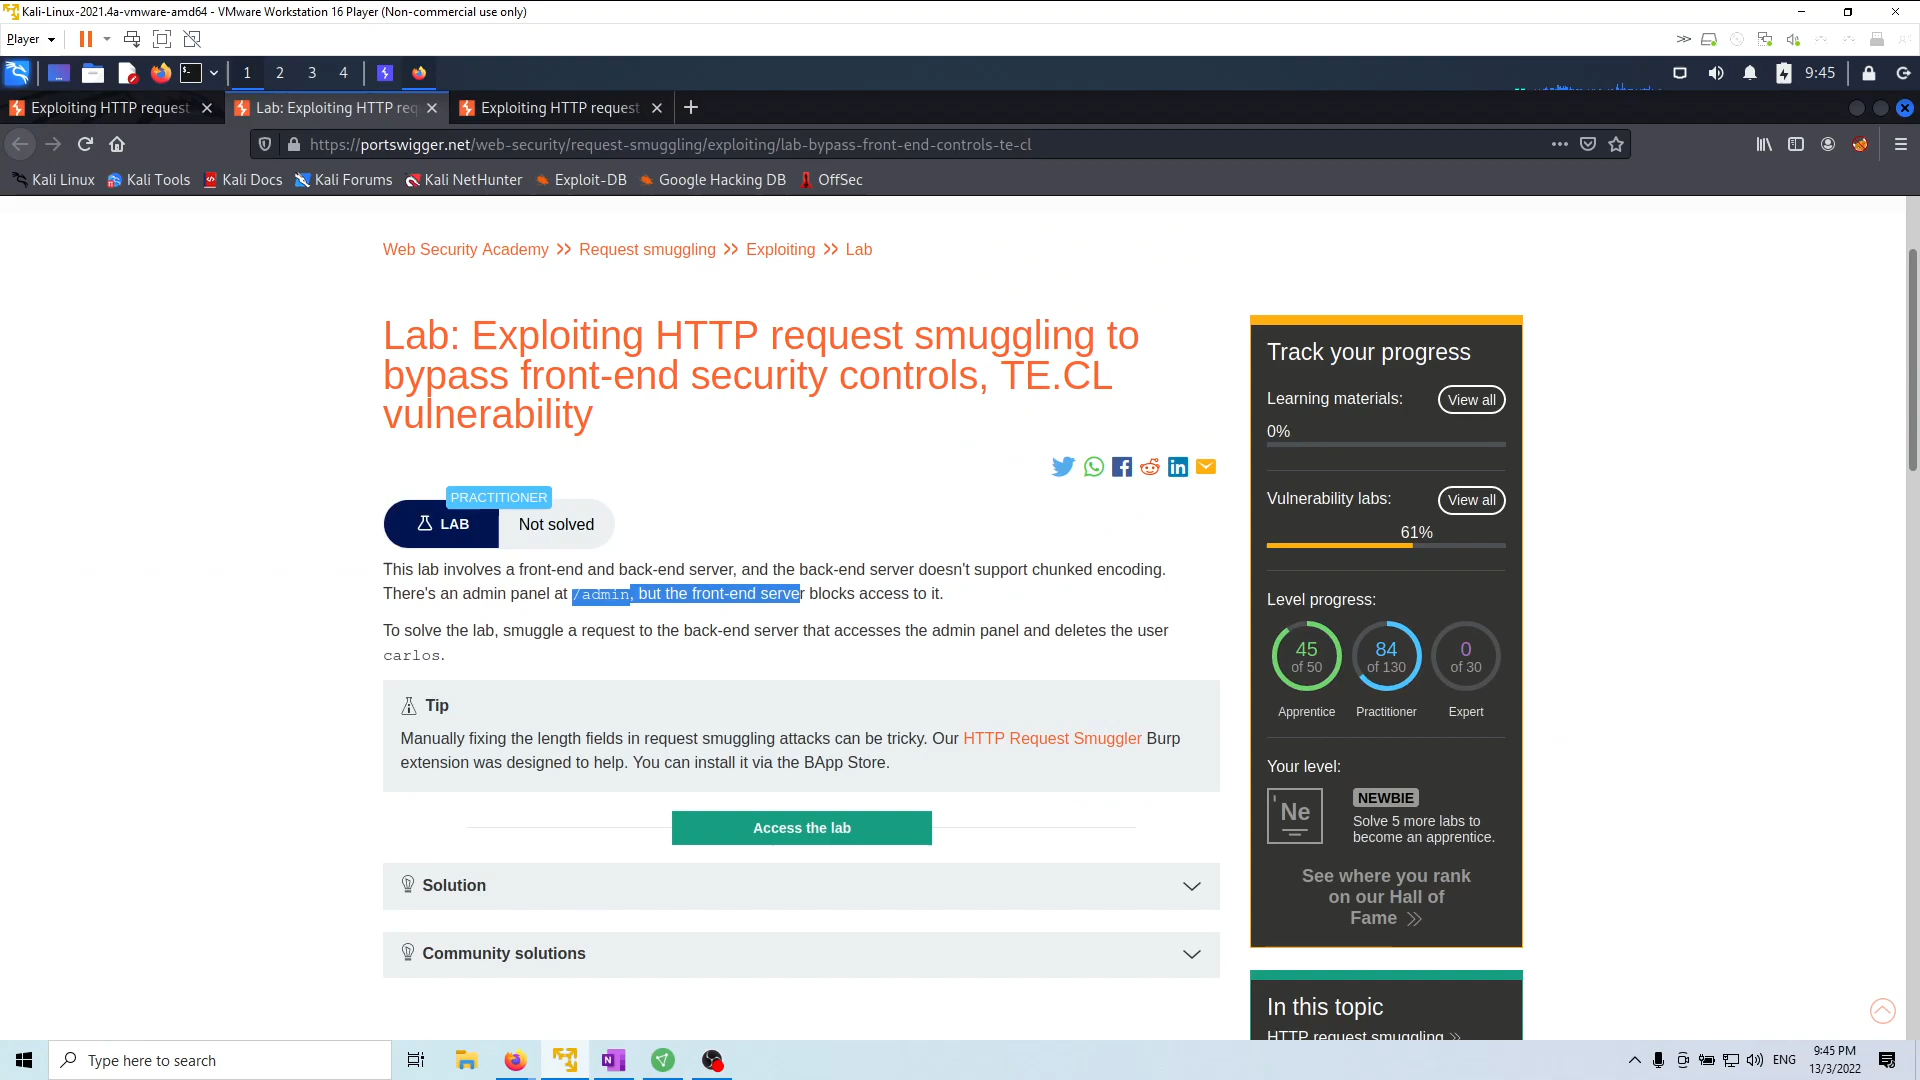 Kali-Linux-2021.4a-vmware-amd64 - VMware Workstation 16 Player (Non-commercial use only)
Player
1 2 3 4
9:45
Exploiting HTTP request
Lab: Exploiting HTTP req
Exploiting HTTP request
https://portswigger.net/web-security/request-smuggling/exploiting/lab-bypass-front-end-controls-te-cl
Kali Linux
Kali Tools
Kali Docs
Kali Forums
Kali NetHunter
Exploit-DB
Google Hacking DB
OffSec
Web Security Academy >> Request smuggling >> Exploiting >> Lab
Lab: Exploiting HTTP request smuggling to
bypass front-end security controls, TE.CL
vulnerability
PRACTITIONER
LAB
Not solved
This lab involves a front-end and back-end server, and the back-end server doesn't support chunked encoding.
There's an admin panel at /admin, but the front-end server blocks access to it.
To solve the lab, smuggle a request to the back-end server that accesses the admin panel and deletes the user
carlos.
Tip
Manually fixing the length fields in request smuggling attacks can be tricky. Our HTTP Request Smuggler Burp
extension was designed to help. You can install it via the BApp Store.
Access the lab
Solution
Community solutions
Track your progress
Learning materials:
View all
0%
Vulnerability labs:
View all
61%
Level progress:
45
of 50
84
of 130
0
of 30
Apprentice
Practitioner
Expert
Your level:
Ne
NEWBIE
Solve 5 more labs to
become an apprentice.
See where you rank
on our Hall of
Fame >>
In this topic
HTTP request smuggling >>
Type here to search
ENG
9:45 PM
13/3/2022